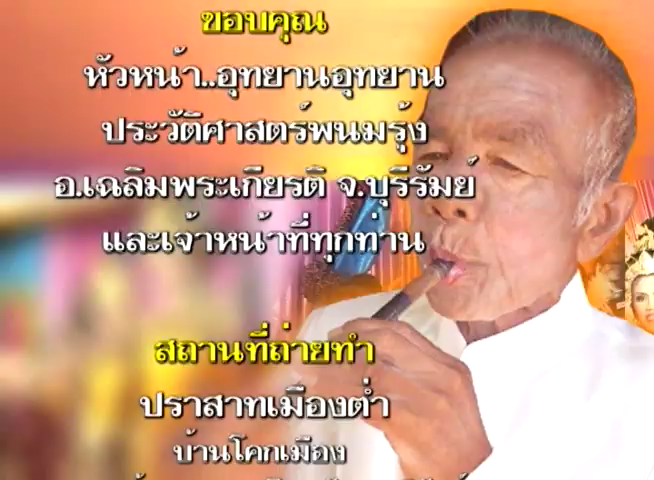 ขอบคุณ
หัวหน้า..อุทยานอุทยาน
ประวัติศาสตร์พนมรุ้ง
อ.เฉลิมพระเกียรติ จ.บุรีรัมย์
และเจ้าหน้าที่ทุกท่าน
สถานที่ถ่ายทำ
ปราสาทเมืองต่ำ
บ้านโคกเมือง